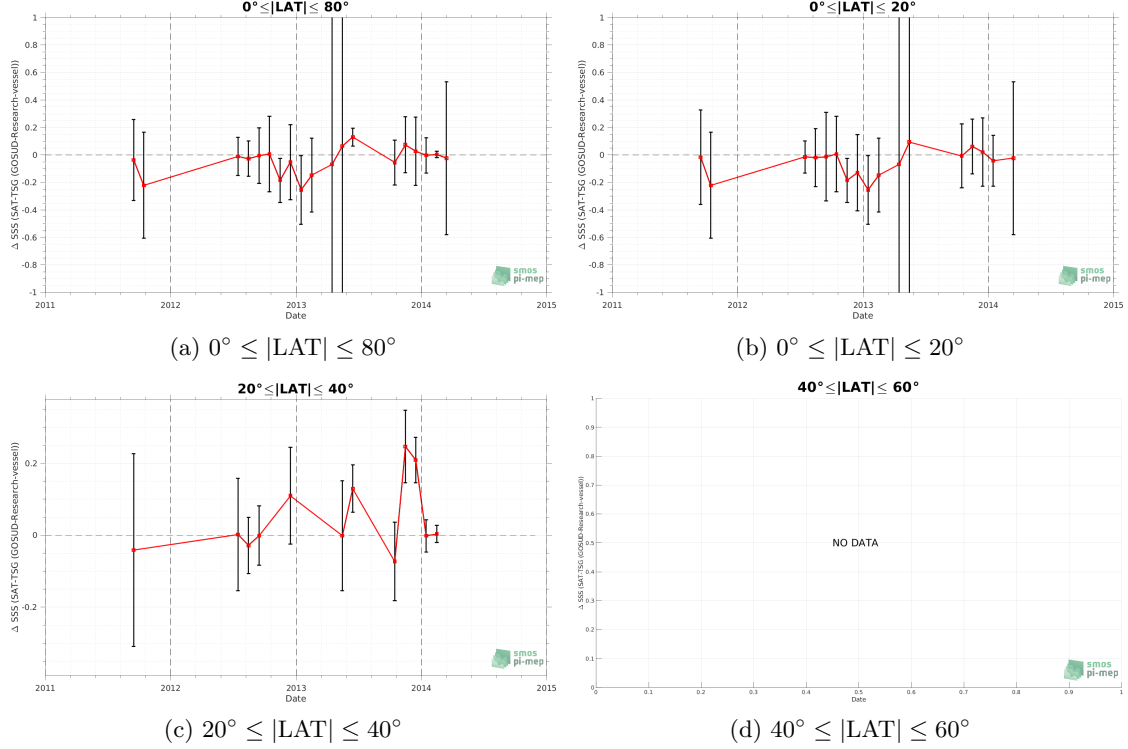 0°≤|LAT|≤ 80°
Δ SSS (SAT-TSG (GOSUD-Research-vessel))
1
0.8
0.6
0.4
0.2
0
-0.2
-0.4
-0.6
-0.8
-1
2011
2012
2013
2014
2015
Date
smos
pi-mep
(a) 0° ≤ |LAT| ≤ 80°
0°≤|LAT|≤ 20°
Δ SSS (SAT-TSG (GOSUD-Research-vessel))
1
0.8
0.6
0.4
0.2
0
-0.2
-0.4
-0.6
-0.8
-1
2011
2012
2013
2014
2015
Date
smos
pi-mep
(b) 0° ≤ |LAT| ≤ 20°
20°≤|LAT|≤ 40°
Δ SSS (SAT-TSG (GOSUD-Research-vessel))
0.2
0
-0.2
2011
2012
2013
2014
2015
Date
smos
pi-mep
(c) 20° ≤ |LAT| ≤ 40°
40°≤|LAT|≤ 60°
Δ SSS (SAT-TSG (GOSUD-Research-vessel))
1
0.9
0.8
0.7
0.6
0.5
0.4
0.3
0.2
0.1
0
NO DATA
0
0.1
0.2
0.3
0.4
0.5
0.6
0.7
0.8
0.9
1
Date
smos
pi-mep
(d) 40° ≤ |LAT| ≤ 60°